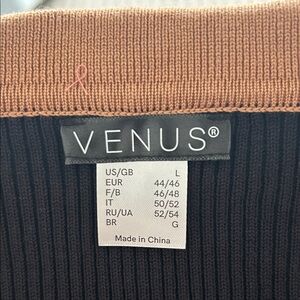 VENUS®
US/GB L
EUR 44/46
F/B 46/48
IT 50/52
RU/UA 52/54
BR G
Made in China